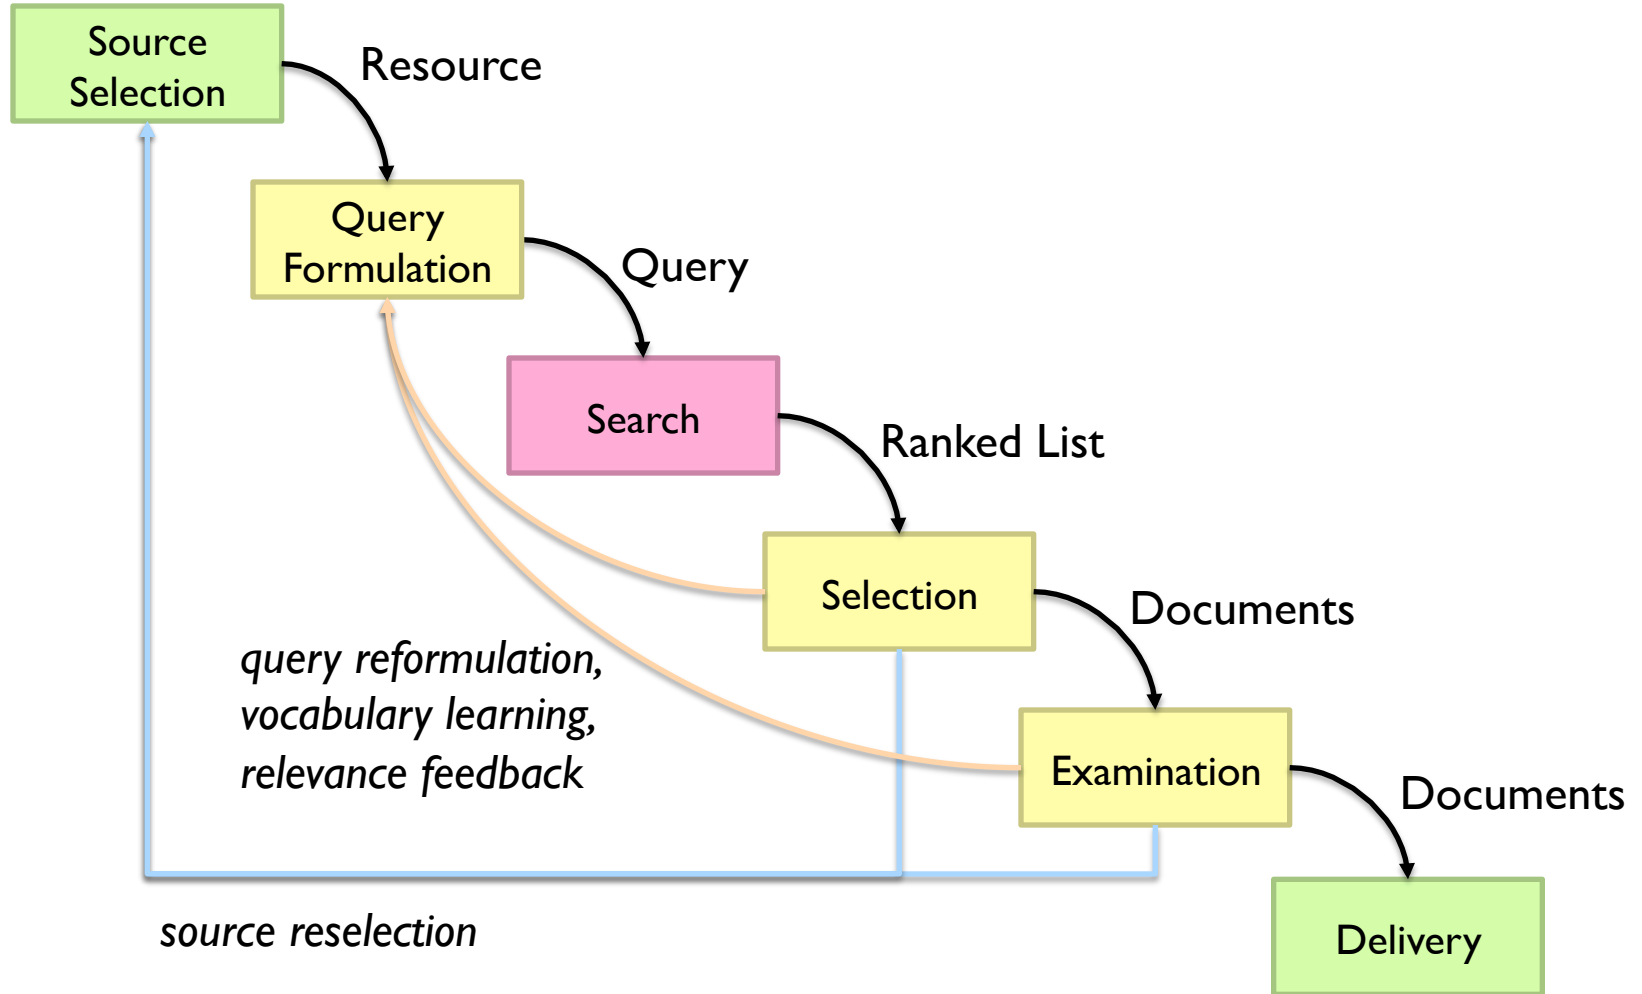 Source
Selection
Resource
Query
Formulation
Query
Search
Ranked List
Selection
Documents
query reformulation,
vocabulary learning,
relevance feedback
Examination
Documents
source reselection
Delivery